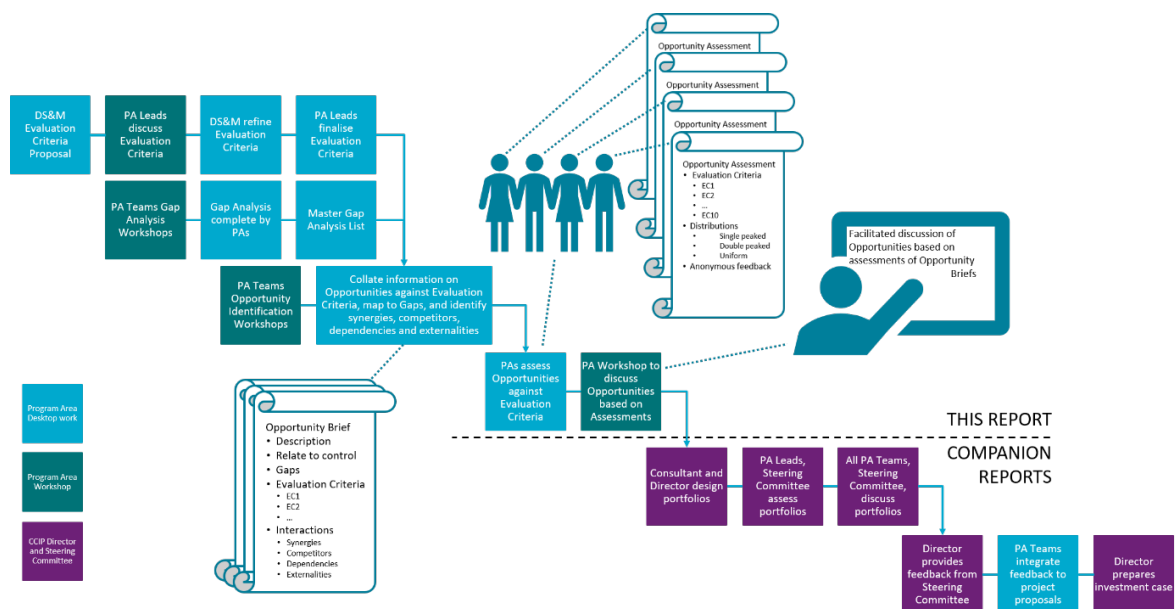 Opportunity Assessment
Opportunity Assessment
Opportunity Assessment
Opportunity Assessment
• Evaluation Criteria
• EC1
• EC2
• ...
• EC10
• Distributions
• Single peaked
• Double peaked
• Uniform
• Anonymous feedback
DS&M
Evaluation
Criteria
Proposal
PA Leads
discuss
Evaluation
Criteria
DS&M refine
Evaluation
Criteria
PA Leads
finalise
Evaluation
Criteria
PA Teams Gap
Analysis
Workshops
Gap Analysis
complete by
PAs
Master Gap
Analysis List
Facilitated discussion of
Opportunities based on
assessments of Opportunity
Briefs
PA Teams
Opportunity
Identification
Workshops
Collate information on
Opportunities against Evaluation
Criteria, map to Gaps, and identify
synergies, competitors,
dependencies and externalities
PAs assess
Opportunities
against
Evaluation
Criteria
PA Workshop to
discuss
Opportunities
based on
Assessments
Program Area
Desktop work
Program Area
Workshop
CCIP Director
and Steering
Committee
Opportunity Brief
• Description
• Relate to control
• Gaps
• Evaluation Criteria
• EC1
• EC2
• ...
• Interactions
• Synergies
• Competitors
• Dependencies
• Externalities
THIS REPORT
COMPANION
REPORTS
Consultant and
Director design
portfolios
PA Leads,
Steering
Committee
assess
portfolios
All PA Teams,
Steering
Committee,
discuss
portfolios
Director
provides
feedback from
Steering
Committee
PA Teams
integrate
feedback to
project
proposals
Director
prepares
investment case